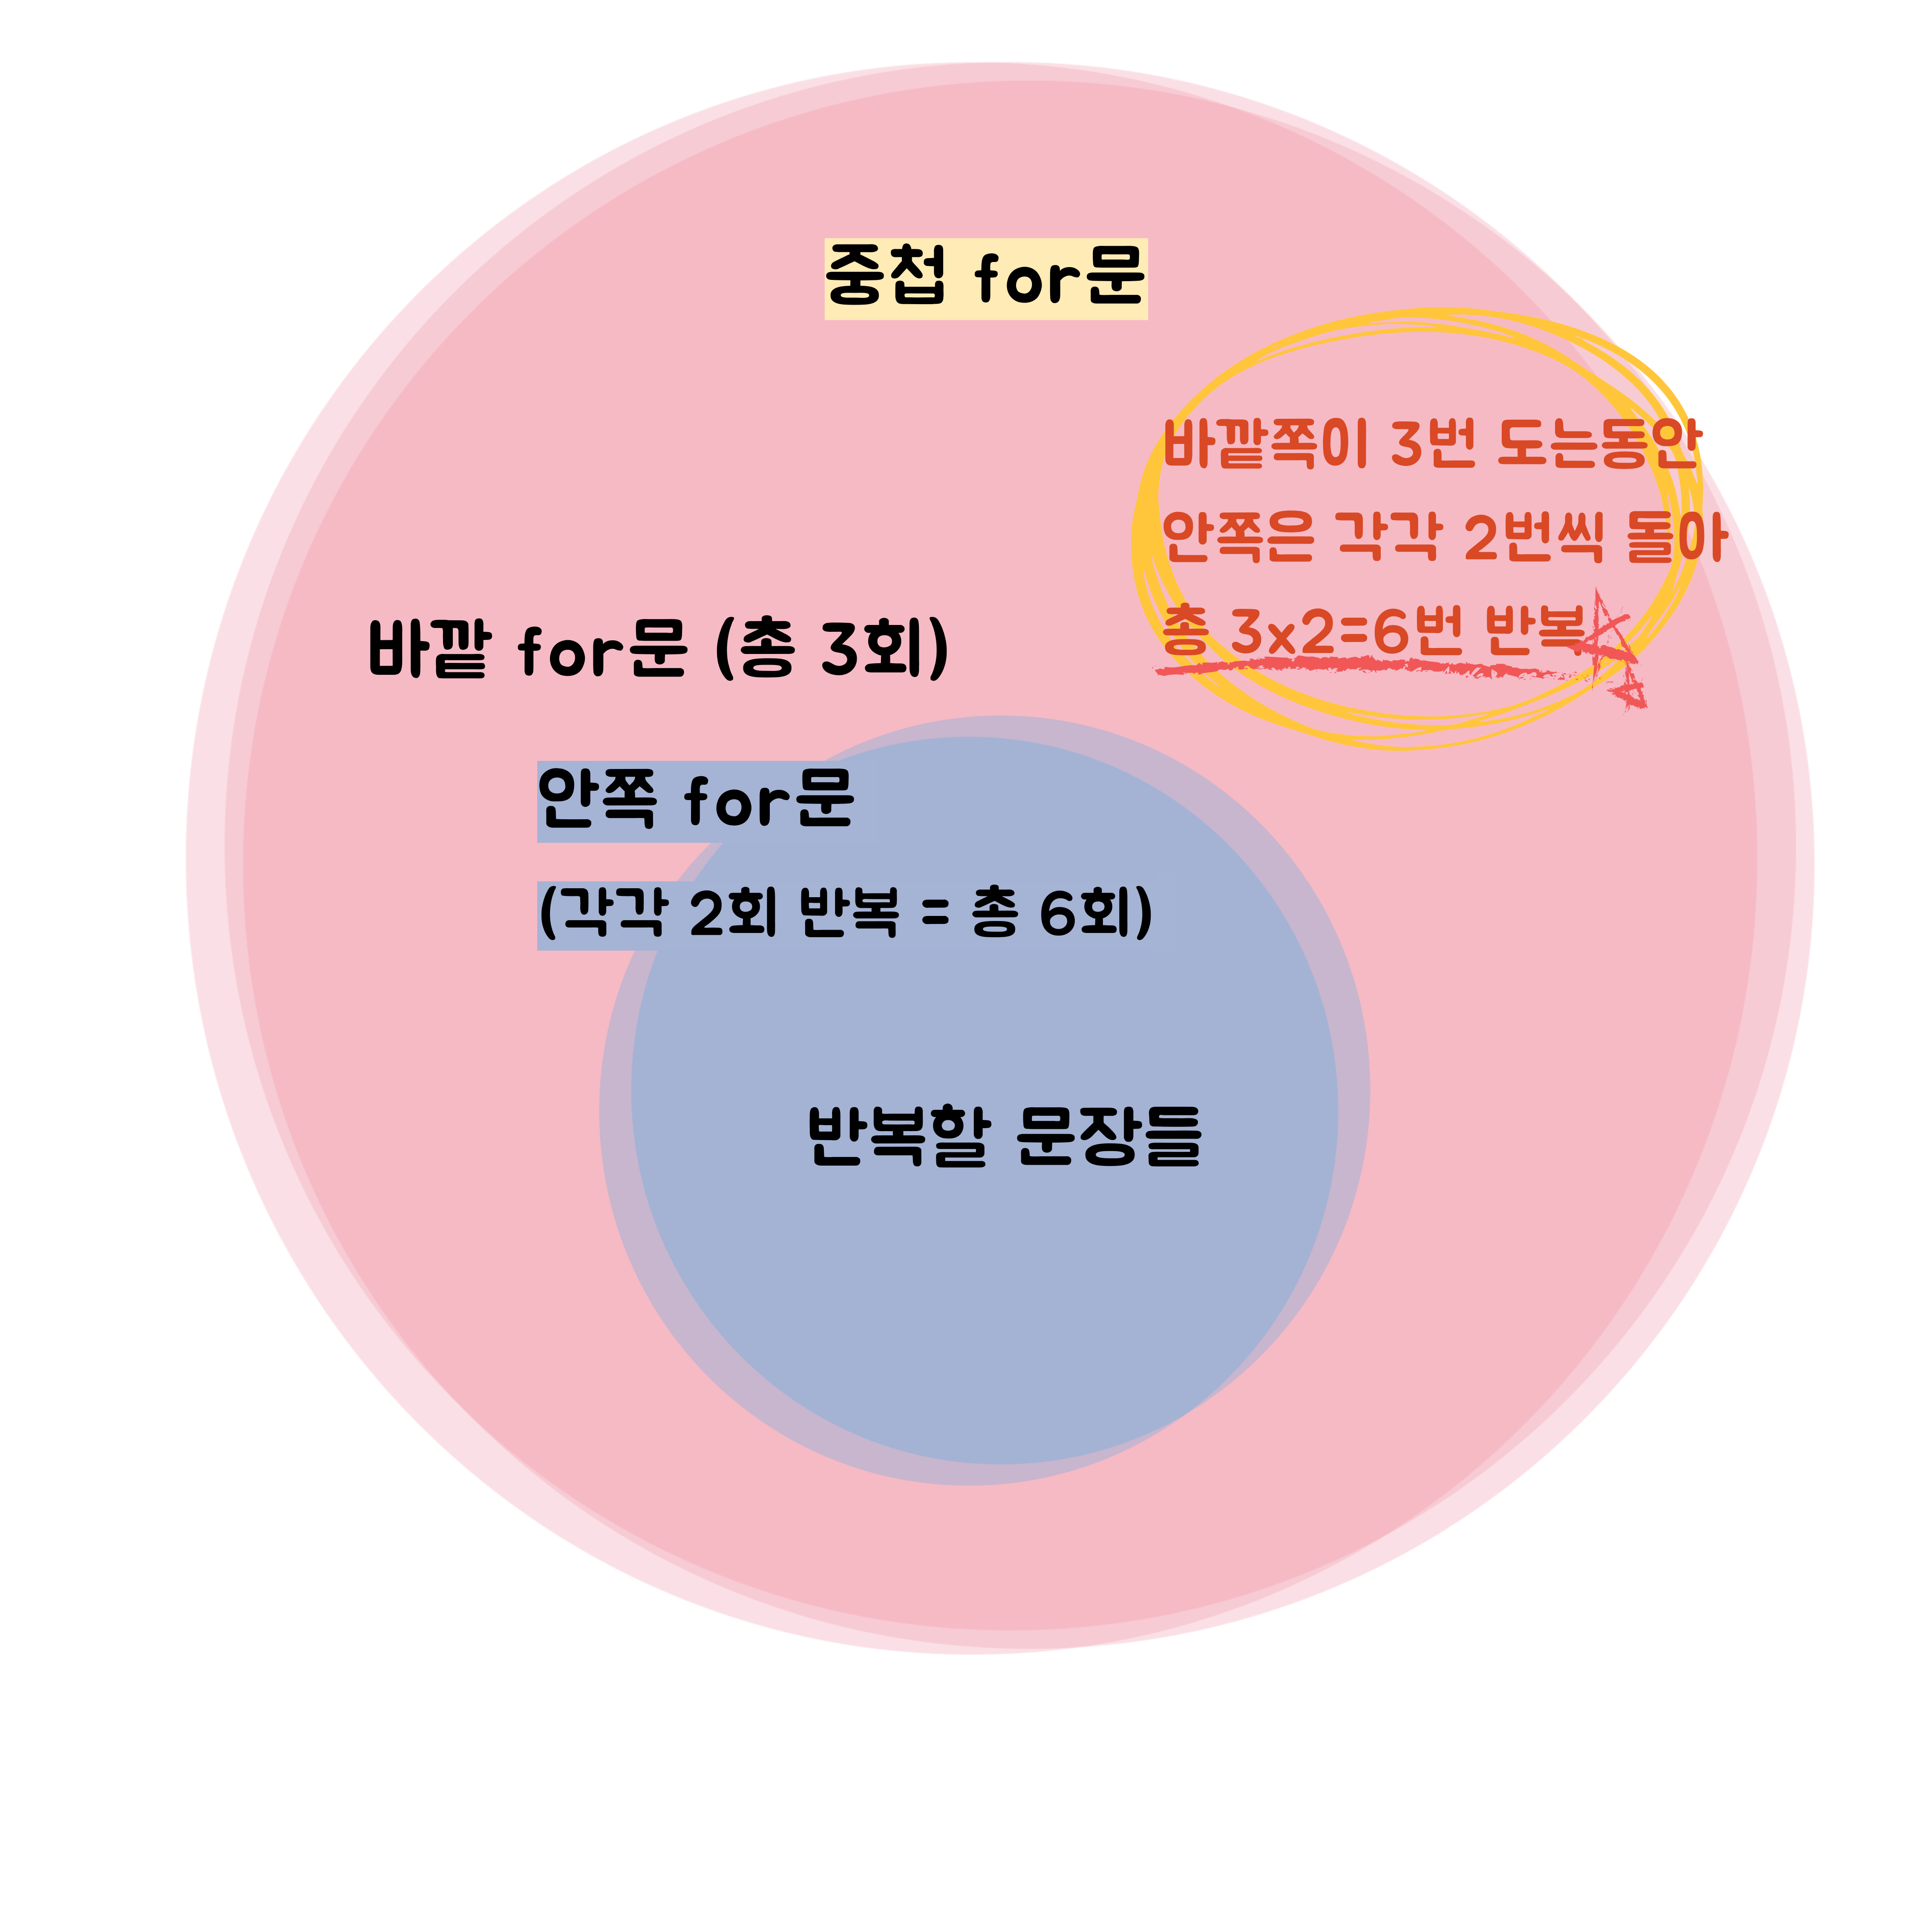 중첩 for문
바깥쪽이 3번 도는동안
안쪽은 각각 2번씩 돌아
총 3x2=6번 반복
바깥 for문 (총 3회)
안쪽 for문
(각각 2회 반복 = 총 6회)
반복할 문장들